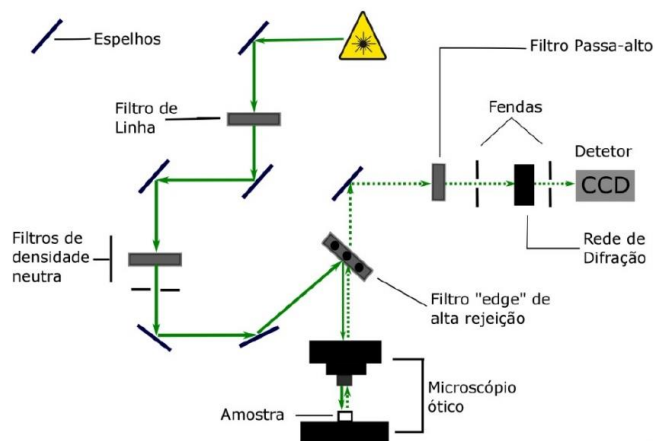 Espelhos
Filtro Passa-alto
Filtro de
Linha
Fendas
Detetor
CCD
Filtros de
densidade
neutra
Rede de
Difração
Filtro "edge" de
alta rejeição
Microscópio
ótico
Amostra